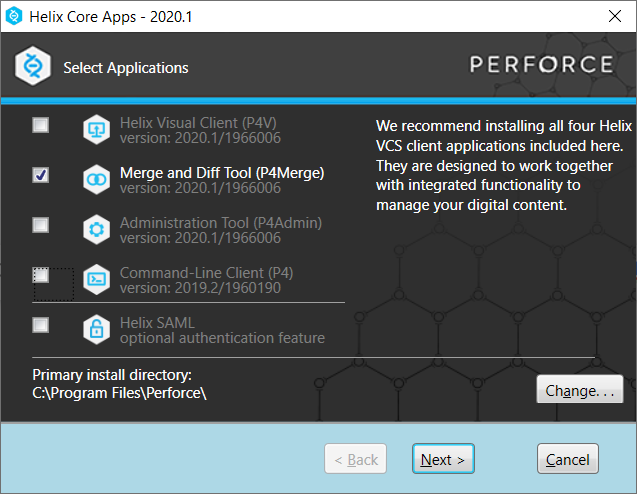 Helix Core Apps - 2020.1
Select Applications
PERFORCE
Helix Visual Client (P4V)
version: 2020.1/1966006
Merge and Diff Tool (P4Merge)
version: 2020.1/1966006
Administration Tool (P4Admin)
version: 2020.1/1966006
Command-Line Client (P4)
version: 2019.2/1960190
Helix SAML
optional authentication feature
We recommend installing all four Helix
VCS client applications included here.
They are designed to work together
with integrated functionality to
manage your digital content.
Primary install directory:
C:\Program Files\Perforce\
Change. . .
< Back
Next >
Cancel